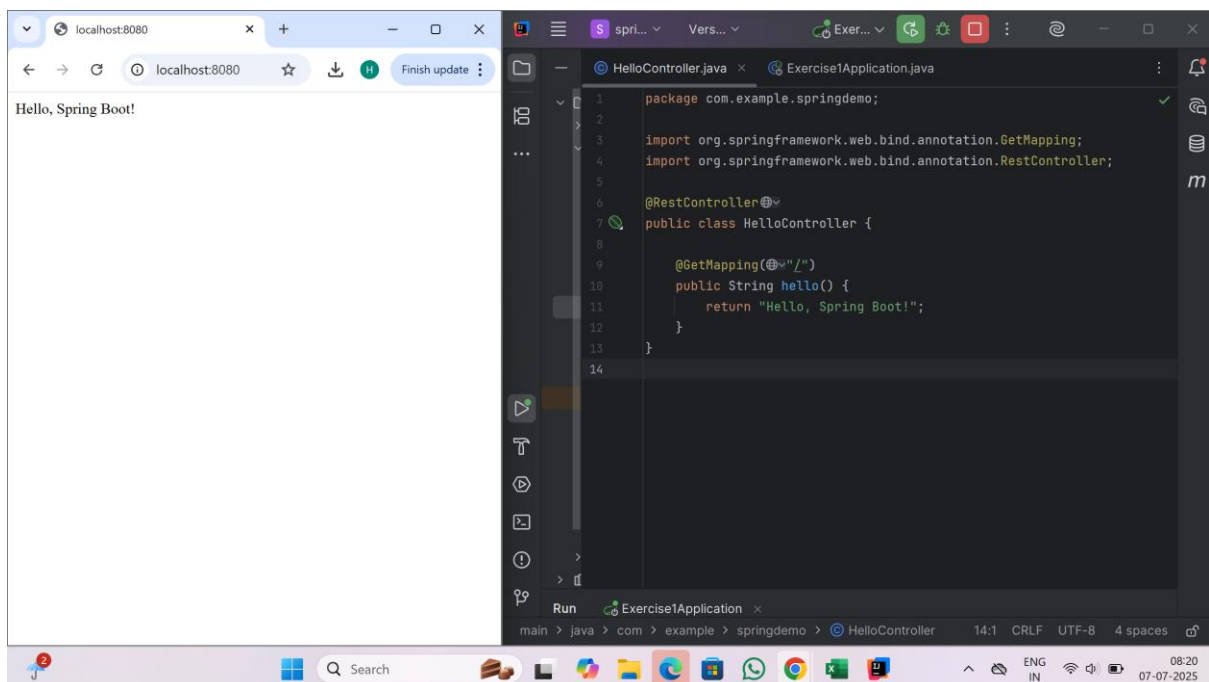 localhost:8080
localhost:8080
H
Finish update
Hello, Spring Boot!
S spri...
Vers...
Exer...
HelloController.java
Exercise1Application.java
1 package com.example.springdemo;
2
3 import org.springframework.web.bind.annotation.GetMapping;
4 import org.springframework.web.bind.annotation.RestController;
5
6 @RestController
7 public class HelloController {
8
9 @GetMapping("/")
10 public String hello() {
11 return "Hello, Spring Boot!";
12 }
13 }
14
m
Run Exercise1Application
main > java > com > example > springdemo > HelloController 14:1 CRLF UTF-8 4 spaces
2
Search
ENG
IN
08:20
07-07-2025